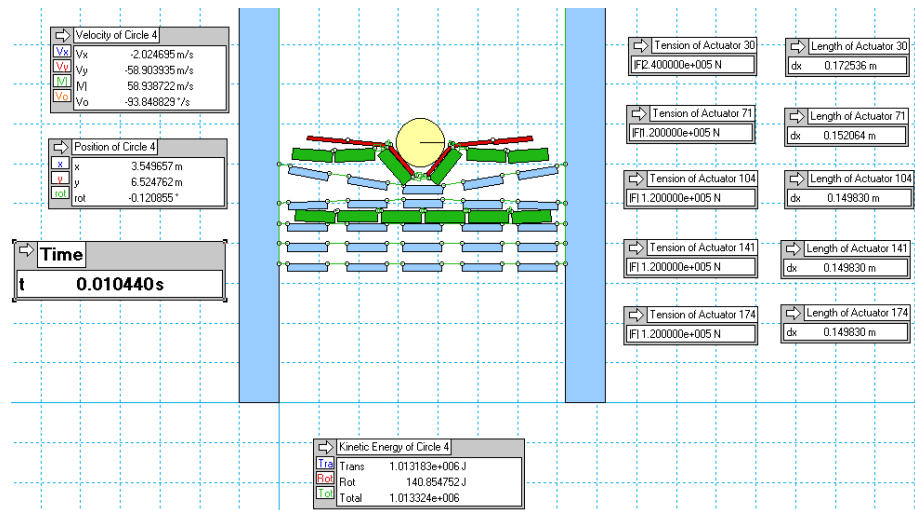 Velocity of Circle 4
Vx Vx -2.024695 m/s
Vy Vy -58.903935 m/s
|V| 58.938722 m/s
Vo Vo -93.848829 °/s
Position of Circle 4
x x 3.549657 m
y y 6.524762 m
rot rot -0.120855 °
Time
t 0.010440 s
Tension of Actuator 30
|F|2.400000e+005 N
Length of Actuator 30
dx 0.172536 m
Tension of Actuator 71
|F|1.200000e+005 N
Length of Actuator 71
dx 0.152064 m
Tension of Actuator 104
|F| 1.200000e+005 N
Length of Actuator 104
dx 0.149830 m
Tension of Actuator 141
|F| 1.200000e+005 N
Length of Actuator 141
dx 0.149830 m
Tension of Actuator 174
|F| 1.200000e+005 N
Length of Actuator 174
dx 0.149830 m
Kinetic Energy of Circle 4
Tra Trans 1.013183e+006 J
Rot Rot 140.854752 J
Tot Total 1.013324e+006